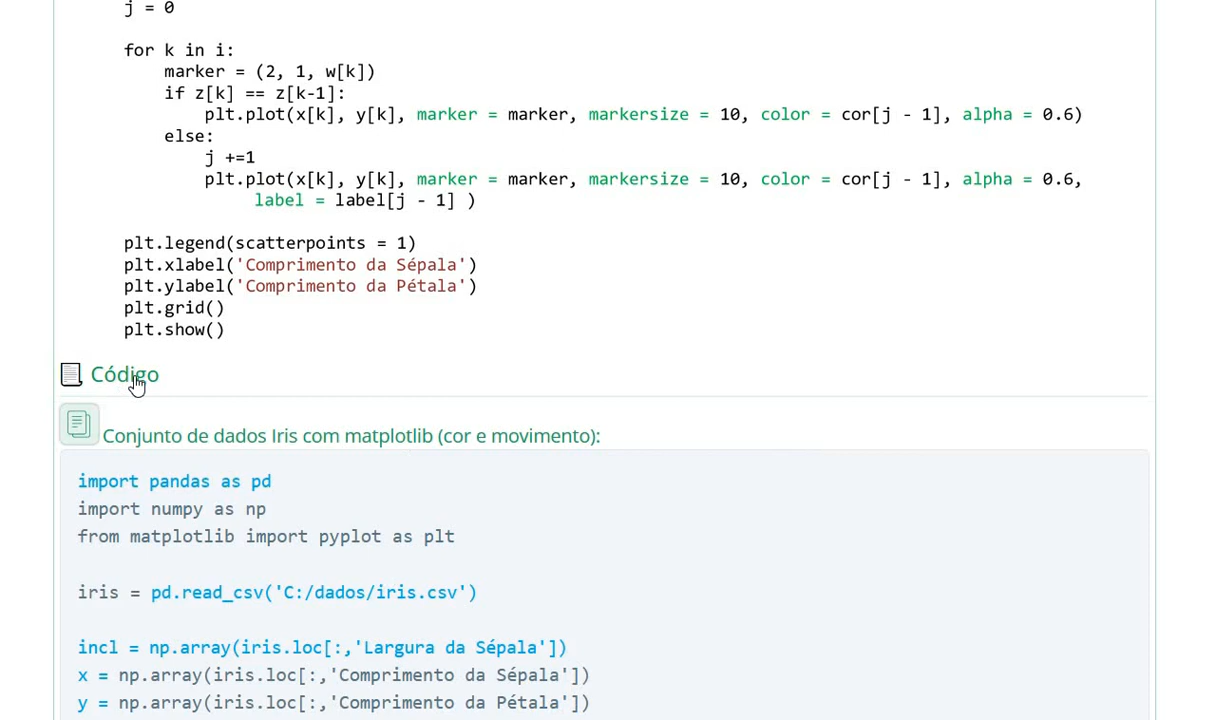 j = 0
for k in i:
marker = (2, 1, w[k])
if z[k] == z[k-1]:
plt.plot(x[k], y[k], marker = marker, markersize = 10, color = cor[j - 1], alpha = 0.6)
else:
j +=1
plt.plot(x[k], y[k], marker = marker, markersize = 10, color = cor[j - 1], alpha = 0.6,
label = label[j - 1] )
plt.legend(scatterpoints = 1)
plt.xlabel('Comprimento da Sépala')
plt.ylabel('Comprimento da Pétala')
plt.grid()
plt.show()
Código
Conjunto de dados Iris com matplotlib (cor e movimento):
import pandas as pd
import numpy as np
from matplotlib import pyplot as plt
iris = pd.read_csv('C:/dados/iris.csv')
incl = np.array(iris.loc[:,'Largura da Sépala'])
x = np.array(iris.loc[:,'Comprimento da Sépala'])
y = np.array(iris.loc[:,'Comprimento da Pétala'])